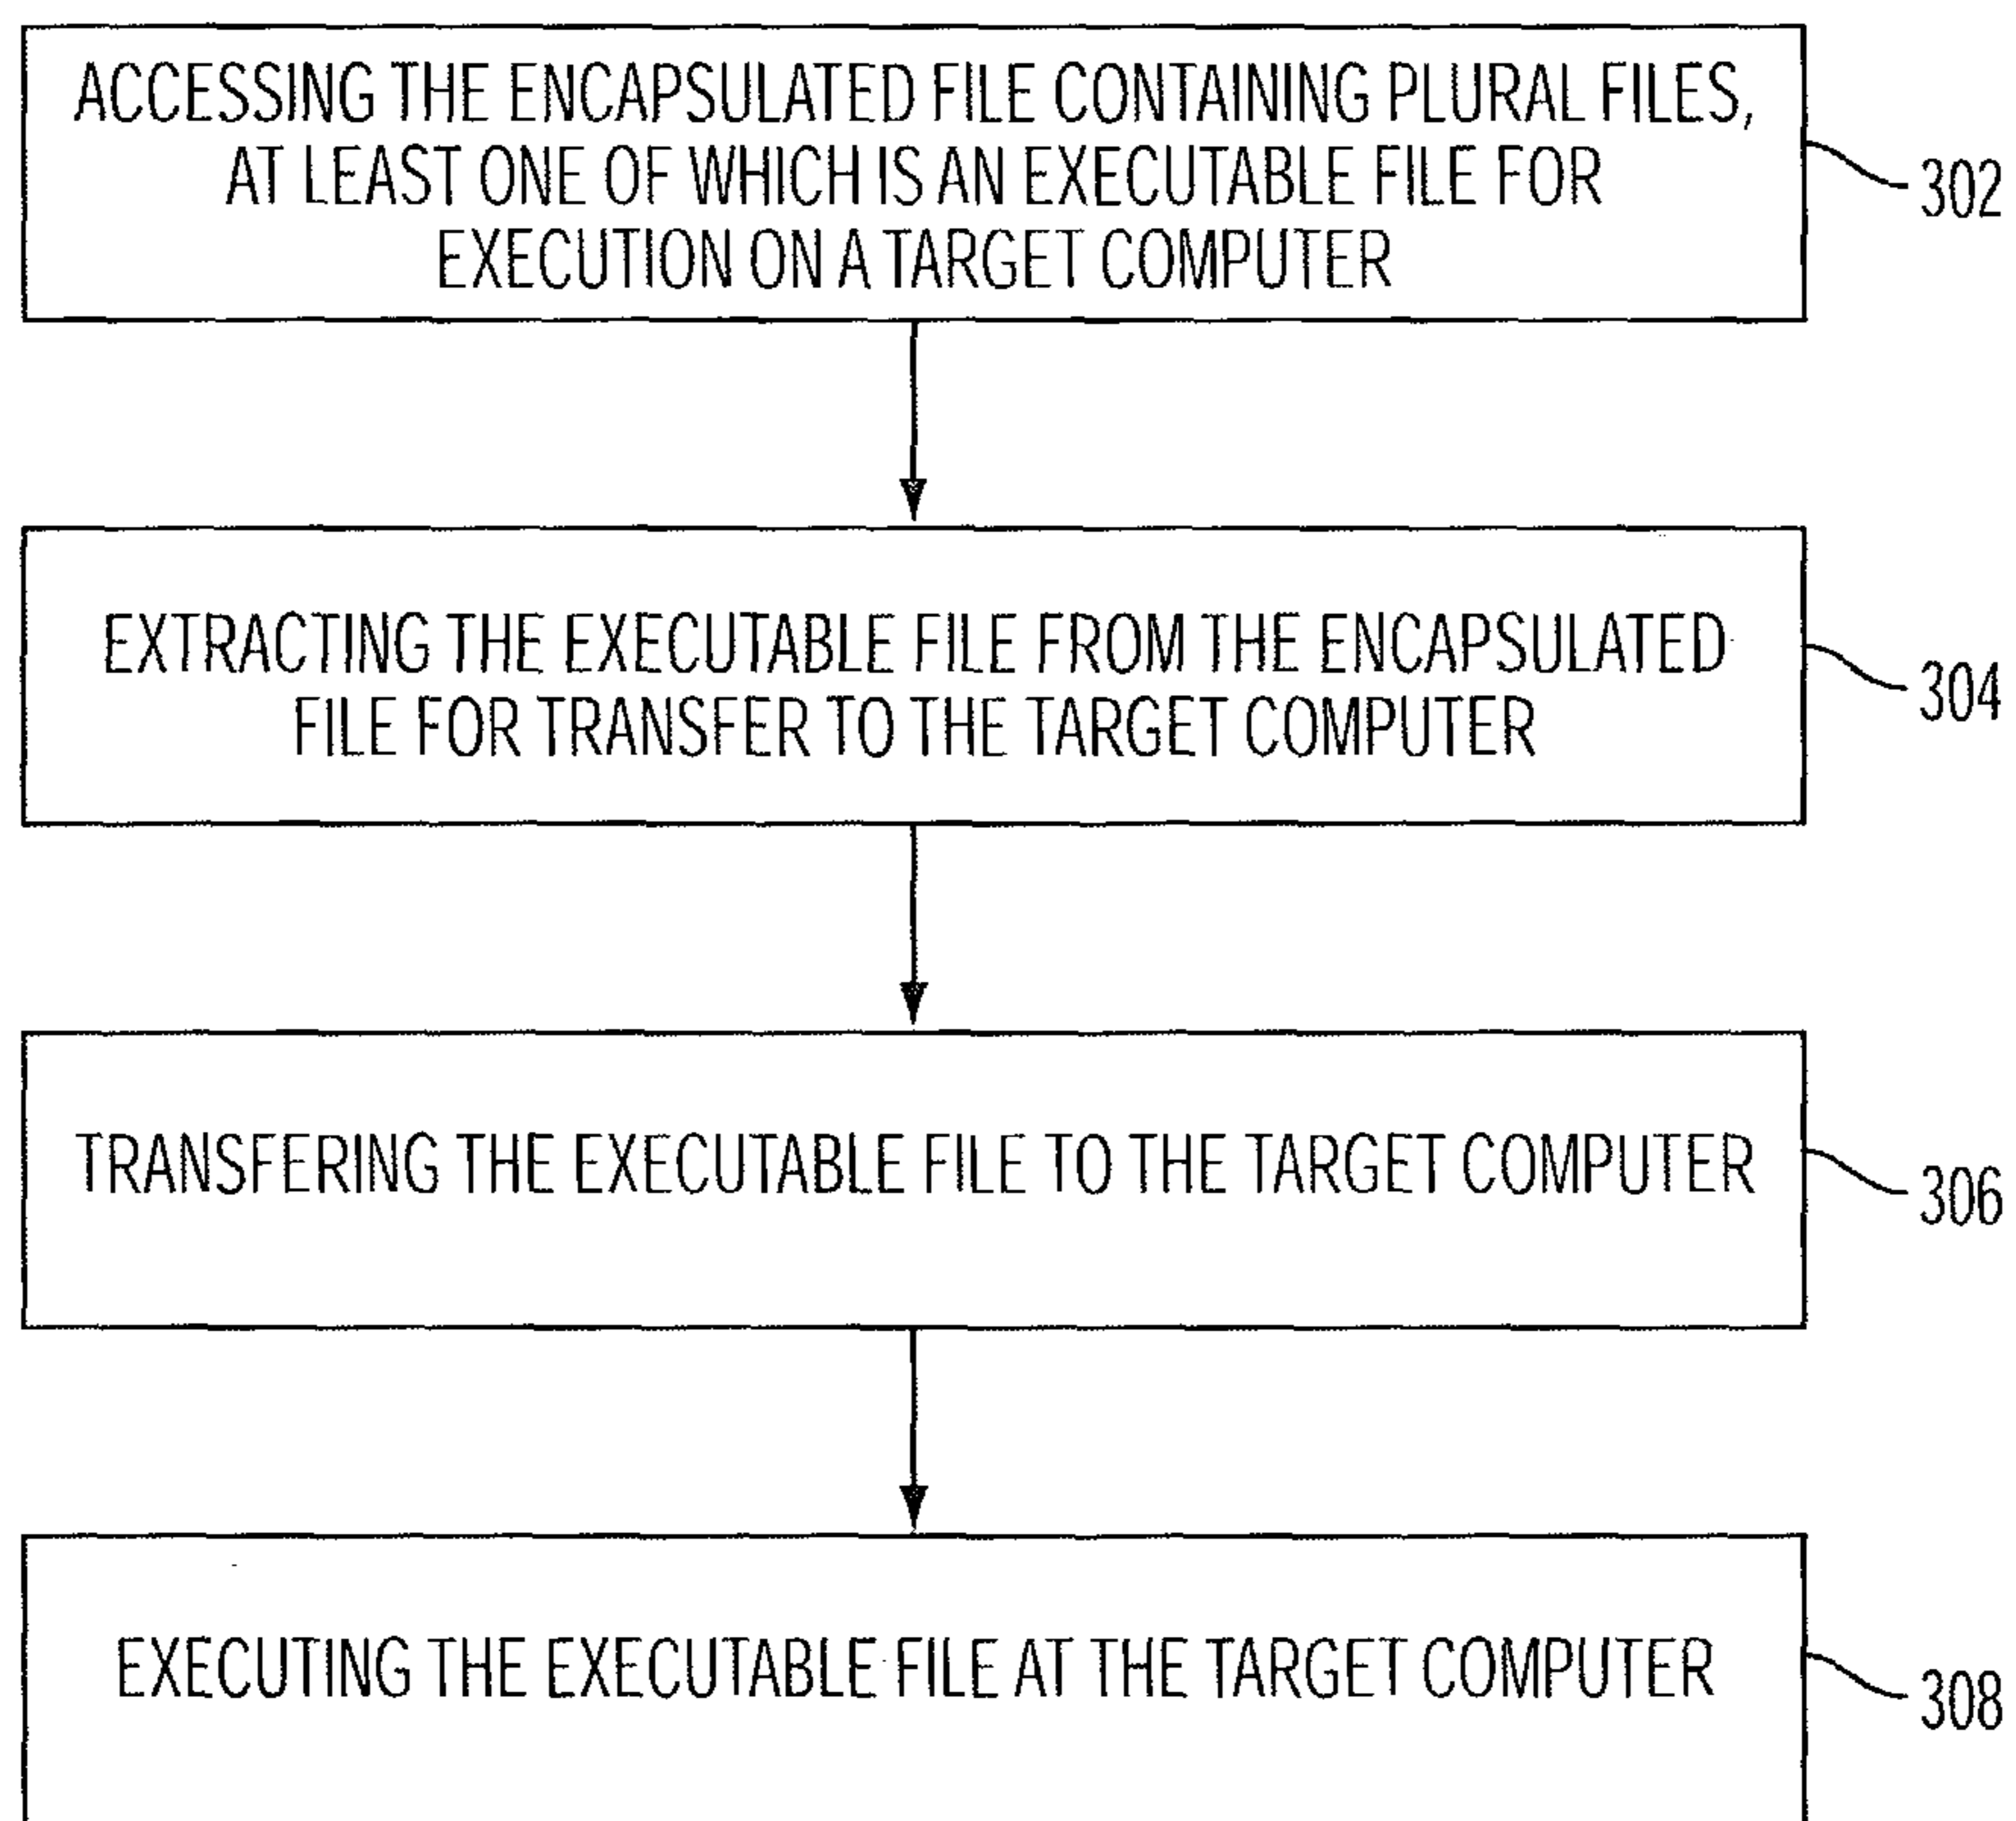 ACCESSING THE ENCAPSULATED FILE CONTAINING PLURAL FILES,
AT LEAST ONE OF WHICH IS AN EXECUTABLE FILE FOR
EXECUTION ON A TARGET COMPUTER
302
EXTRACTING THE EXECUTABLE FILE FROM THE ENCAPSULATED
FILE FOR TRANSFER TO THE TARGET COMPUTER
304
TRANSFERING THE EXECUTABLE FILE TO THE TARGET COMPUTER
306
EXECUTING THE EXECUTABLE FILE AT THE TARGET COMPUTER
308